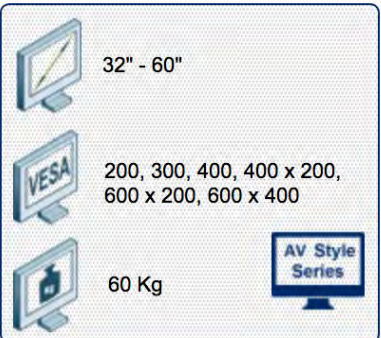 32" - 60"
VESA
200, 300, 400, 400 x 200,
600 x 200, 600 x 400
60 Kg
AV Style
Series